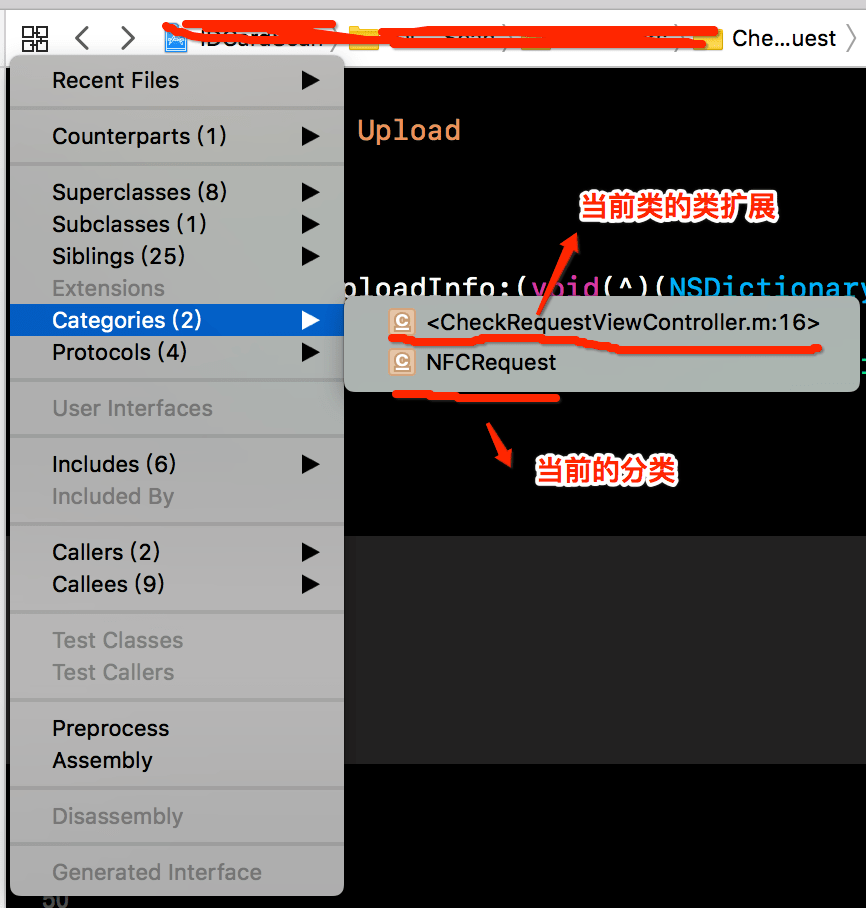 Che...uest
Recent Files
Counterparts (1)
Upload
Superclasses (8)
当前类的类扩展
Subclasses (1)
Siblings (25)
Extensions
ploadInfo:(void(^)(NSDictionary
Categories (2)
<CheckRequestViewController.m:16>
Protocols (4)
NFCRequest
User Interfaces
Includes (6)
当前的分类
Included By
Callers (2)
Callees (9)
Test Classes
Test Callers
Preprocess
Assembly
Disassembly
Generated Interface
50